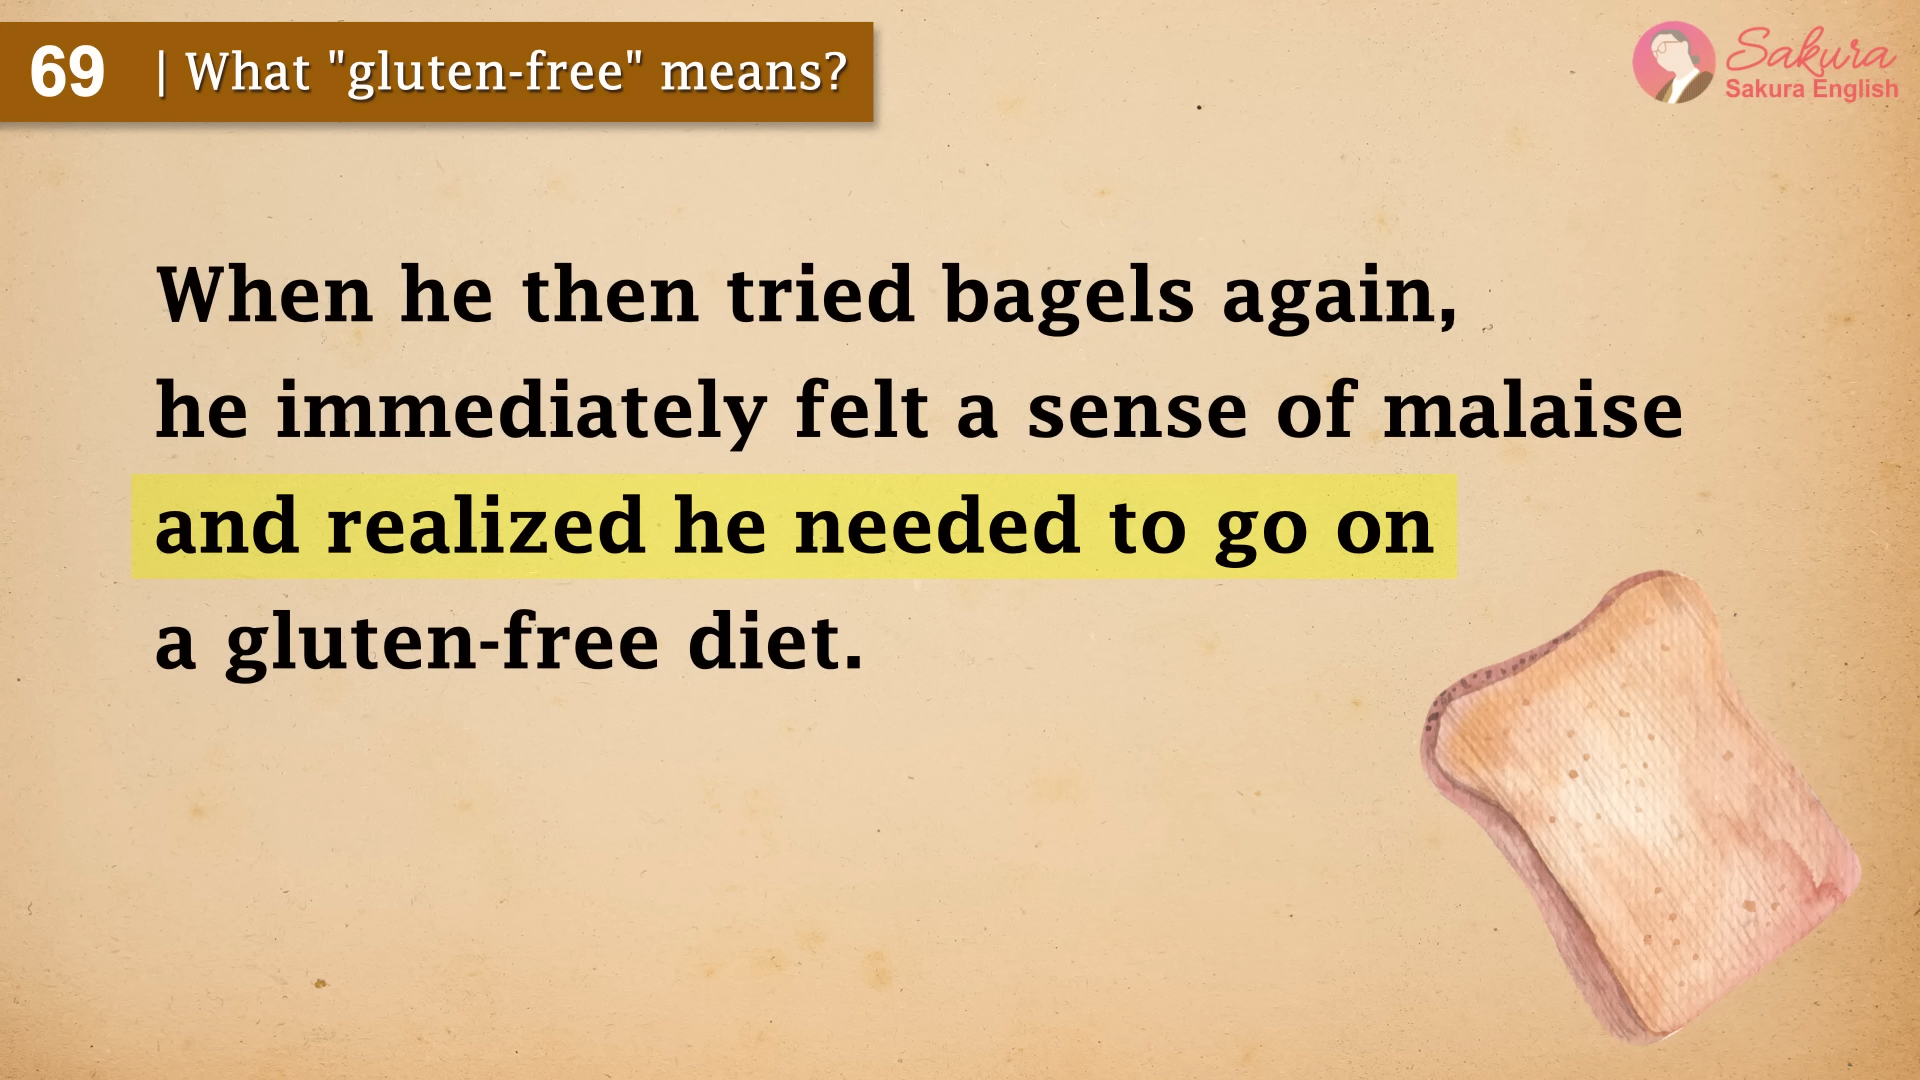 69 | What "gluten-free" means?
Sakura
Sakura English
When he then tried bagels again,
he immediately felt a sense of malaise
and realized he needed to go on
a gluten-free diet.